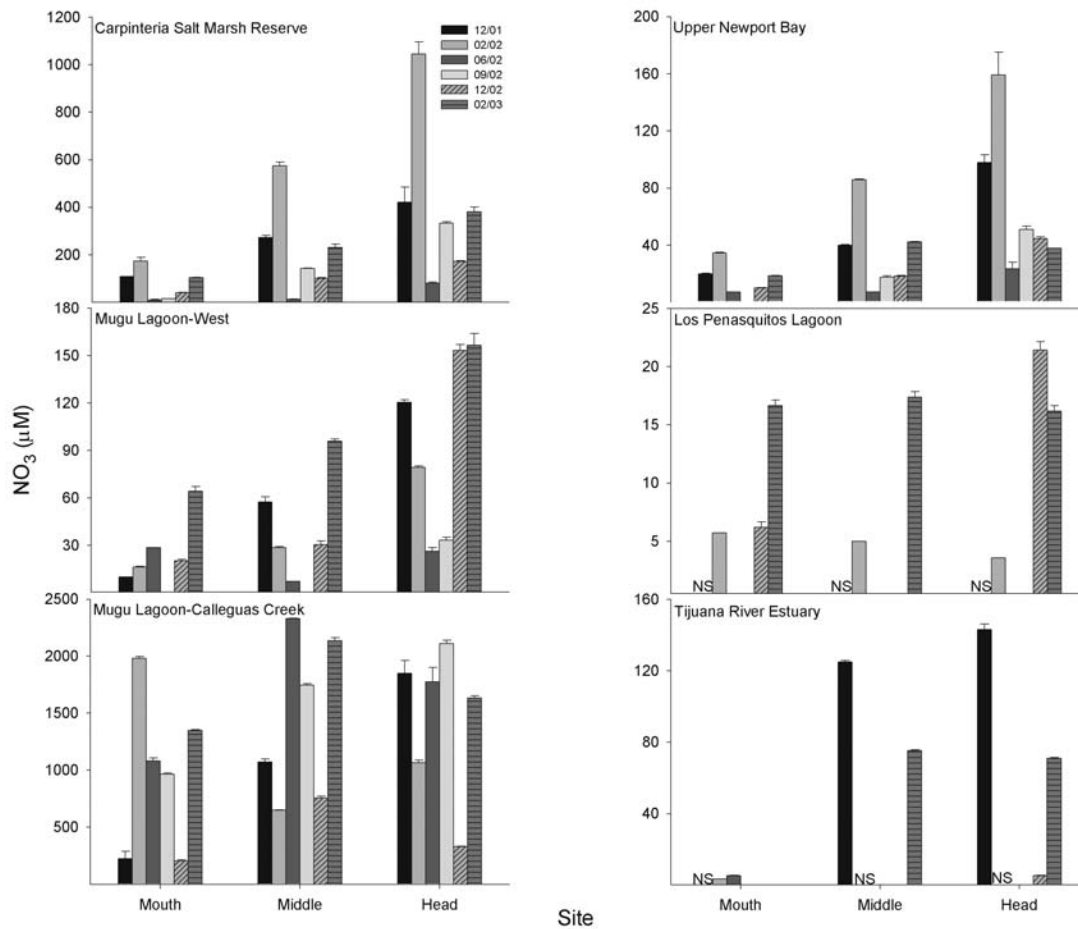 Carpinteria Salt Marsh Reserve
1200
1000
800
600
400
200
12/01
02/02
06/02
09/02
12/02
02/03
Upper Newport Bay
200
160
120
80
40
Mugu Lagoon-West
180
150
120
90
60
30
Los Penasquitos Lagoon
25
20
15
10
5
NS
NS
NS
Mugu Lagoon-Calleguas Creek
2500
2000
1500
1000
500
Mouth
Middle
Head
Tijuana River Estuary
160
120
80
40
NS
NS
NS
Mouth
Middle
Head
NO3 (µM)
Site